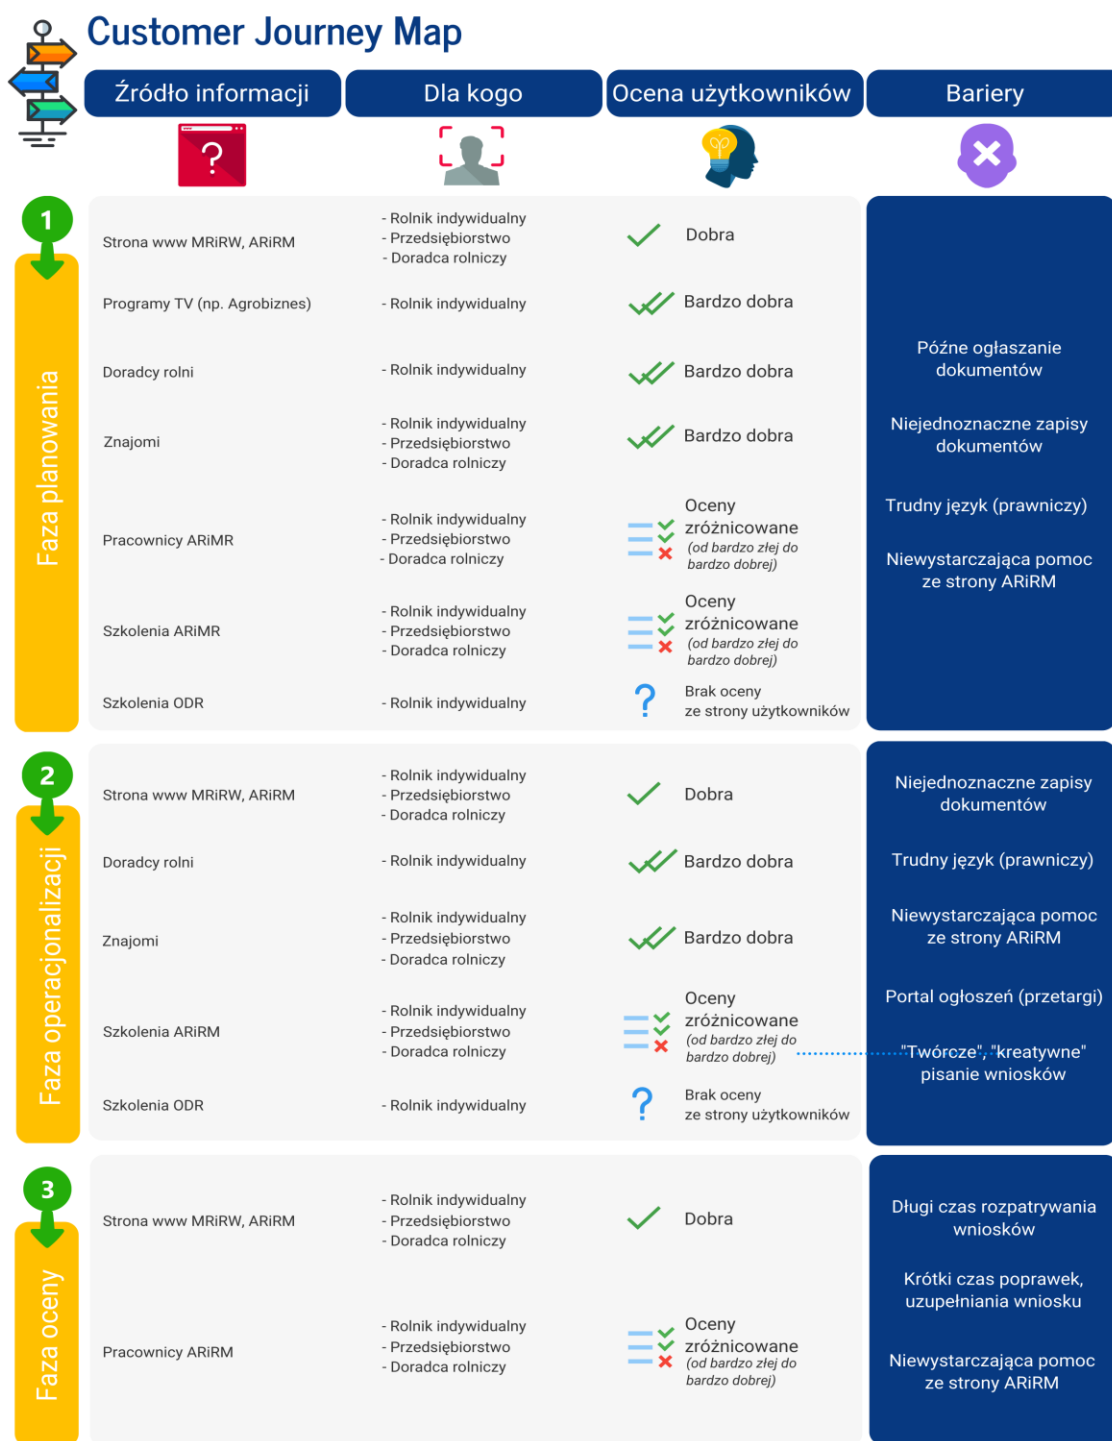 Customer Journey Map
Źródło informacji
Dla kogo
Ocena użytkowników
Bariery
?
1
Faza planowania
Strona www MRiRW, ARiRM
- Rolnik indywidualny
- Przedsiębiorstwo
- Doradca rolniczy
Dobra
Programy TV (np. Agrobiznes)
- Rolnik indywidualny
Bardzo dobra
Doradcy rolni
- Rolnik indywidualny
Bardzo dobra
Znajomi
- Rolnik indywidualny
- Przedsiębiorstwo
- Doradca rolniczy
Bardzo dobra
Pracownicy ARiMR
- Rolnik indywidualny
- Przedsiębiorstwo
- Doradca rolniczy
Oceny
zróżnicowane
(od bardzo złej do
bardzo dobrej)
Szkolenia ARiMR
- Rolnik indywidualny
- Przedsiębiorstwo
- Doradca rolniczy
Oceny
zróżnicowane
(od bardzo złej do
bardzo dobrej)
Szkolenia ODR
- Rolnik indywidualny
?
Brak oceny
ze strony użytkowników
Późne ogłaszanie
dokumentów
Niejednoznaczne zapisy
dokumentów
Trudny język (prawniczy)
Niewystarczająca pomoc
ze strony ARiRM
2
Faza operacjonalizacji
Strona www MRiRW, ARiRM
- Rolnik indywidualny
- Przedsiębiorstwo
- Doradca rolniczy
Dobra
Doradcy rolni
- Rolnik indywidualny
Bardzo dobra
Znajomi
- Rolnik indywidualny
- Przedsiębiorstwo
- Doradca rolniczy
Bardzo dobra
Szkolenia ARiRM
- Rolnik indywidualny
- Przedsiębiorstwo
- Doradca rolniczy
Oceny
zróżnicowane
(od bardzo złej do
bardzo dobrej)
Szkolenia ODR
- Rolnik indywidualny
?
Brak oceny
ze strony użytkowników
Niejednoznaczne zapisy
dokumentów
Trudny język (prawniczy)
Niewystarczająca pomoc
ze strony ARiRM
Portal ogłoszeń (przetargi)
"Twórcze", "kreatywne"
pisanie wniosków
3
Faza oceny
Strona www MRiRW, ARiRM
- Rolnik indywidualny
- Przedsiębiorstwo
- Doradca rolniczy
Dobra
Pracownicy ARiRM
- Rolnik indywidualny
- Przedsiębiorstwo
- Doradca rolniczy
Oceny
zróżnicowane
(od bardzo złej do
bardzo dobrej)
Długi czas rozpatrywania
wniosków
Krótki czas poprawek,
uzupełniania wniosku
Niewystarczająca pomoc
ze strony ARiRM